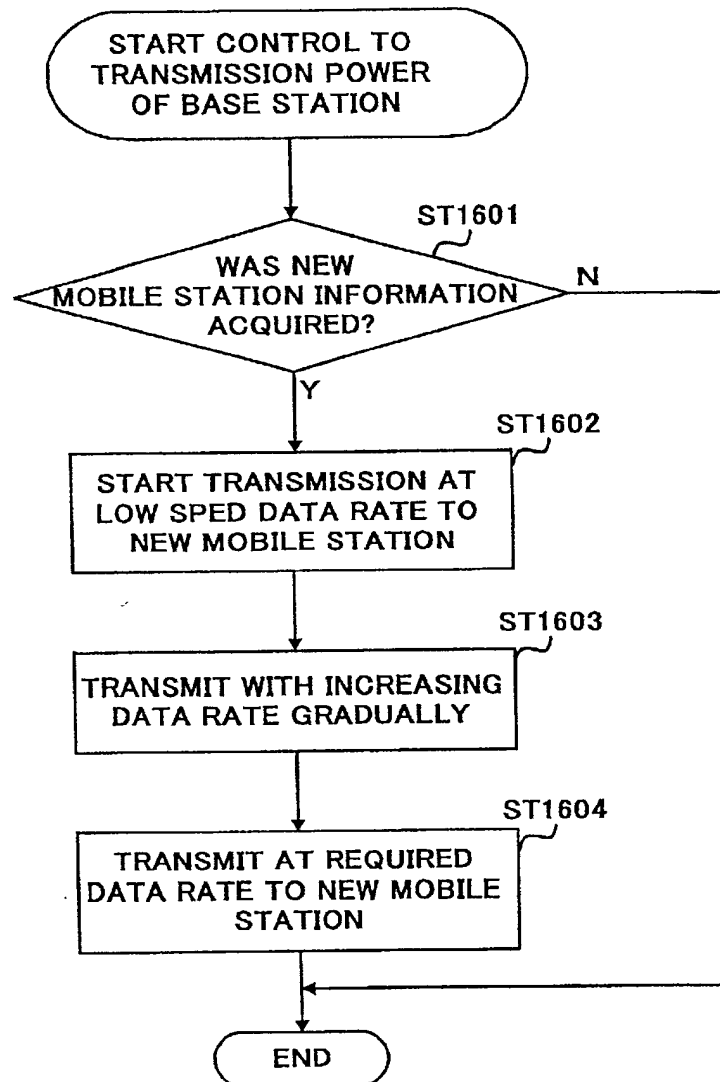 START CONTROL TO
TRANSMISSION POWER
OF BASE STATION
ST1601
WAS NEW
MOBILE STATION INFORMATION
ACQUIRED?
N
Y
ST1602
START TRANSMISSION AT
LOW SPED DATA RATE TO
NEW MOBILE STATION
ST1603
TRANSMIT WITH INCREASING
DATA RATE GRADUALLY
ST1604
TRANSMIT AT REQUIRED
DATA RATE TO NEW MOBILE
STATION
END